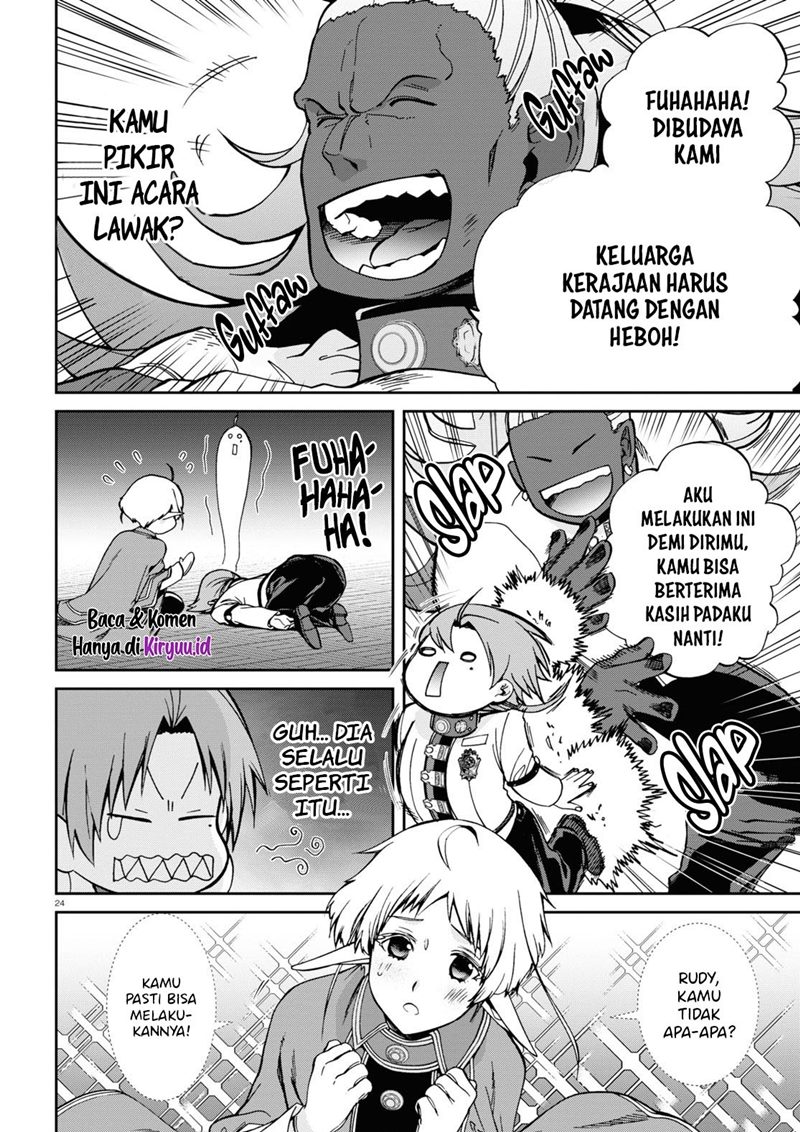 FUHAHAHA!
DIBUDAYA
KAMI
KELUARGA
KERAJAAN HARUS
DATANG DENGAN
HEBOH!
Guffaw
KAMU
PIKIR
INI ACARA
LAWAK?
Guffaw
AKU
MELAKUKAN INI
DEMI DIRIMU,
KAMU BISA
BERTERIMA
KASIH PADAKU
NANTI!
SLAP
SLAP
FUHA-
HAHA-
HA!
Baca & Komen
Hanya di Kiryuu.id
GUH... DIA
SELALU
SEPERTI
ITU...
24
RUDY,
KAMU
TIDAK
APA-APA?
KAMU
PASTI BISA
MELAKU-
KANNYA!